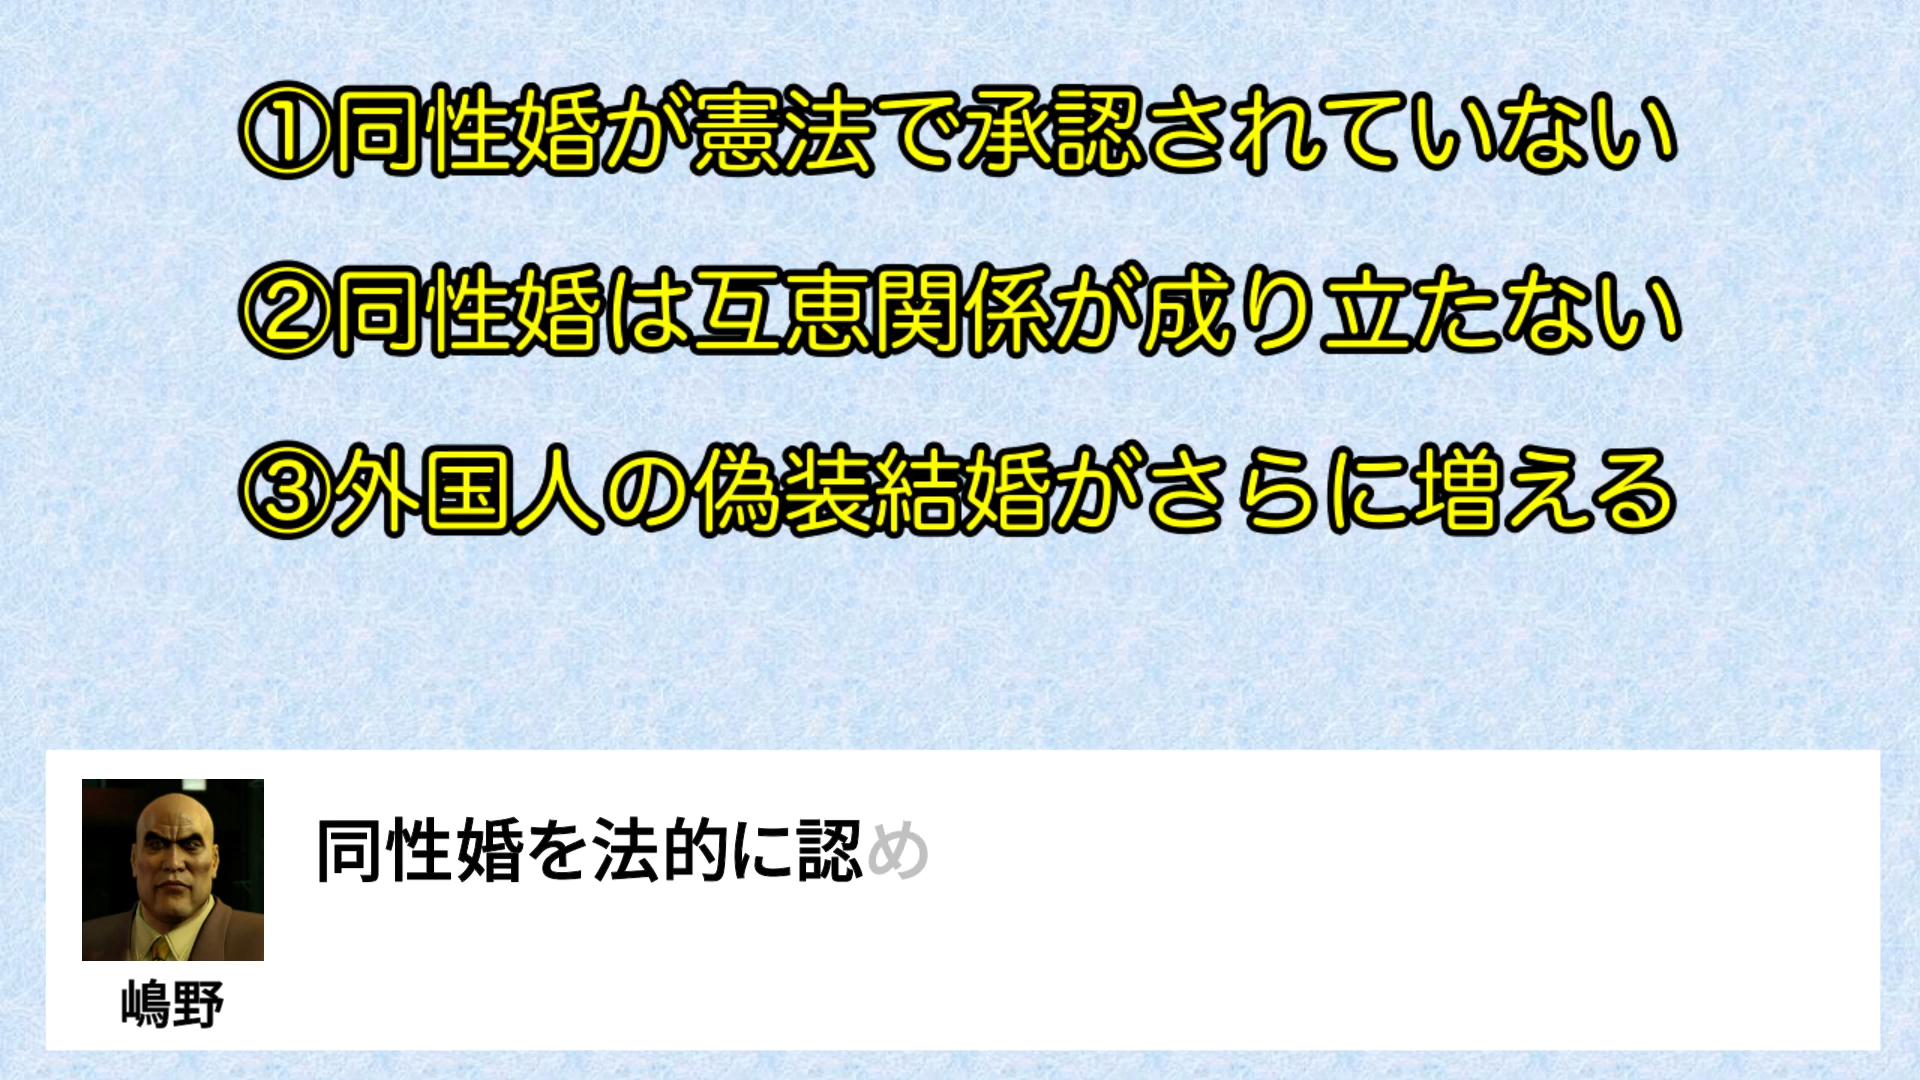 ①同性婚が憲法で承認されていない
②同性婚は互恵関係が成り立たない
③外国人の偽装結婚がさらに増える
同性婚を法的に認め
嶋野